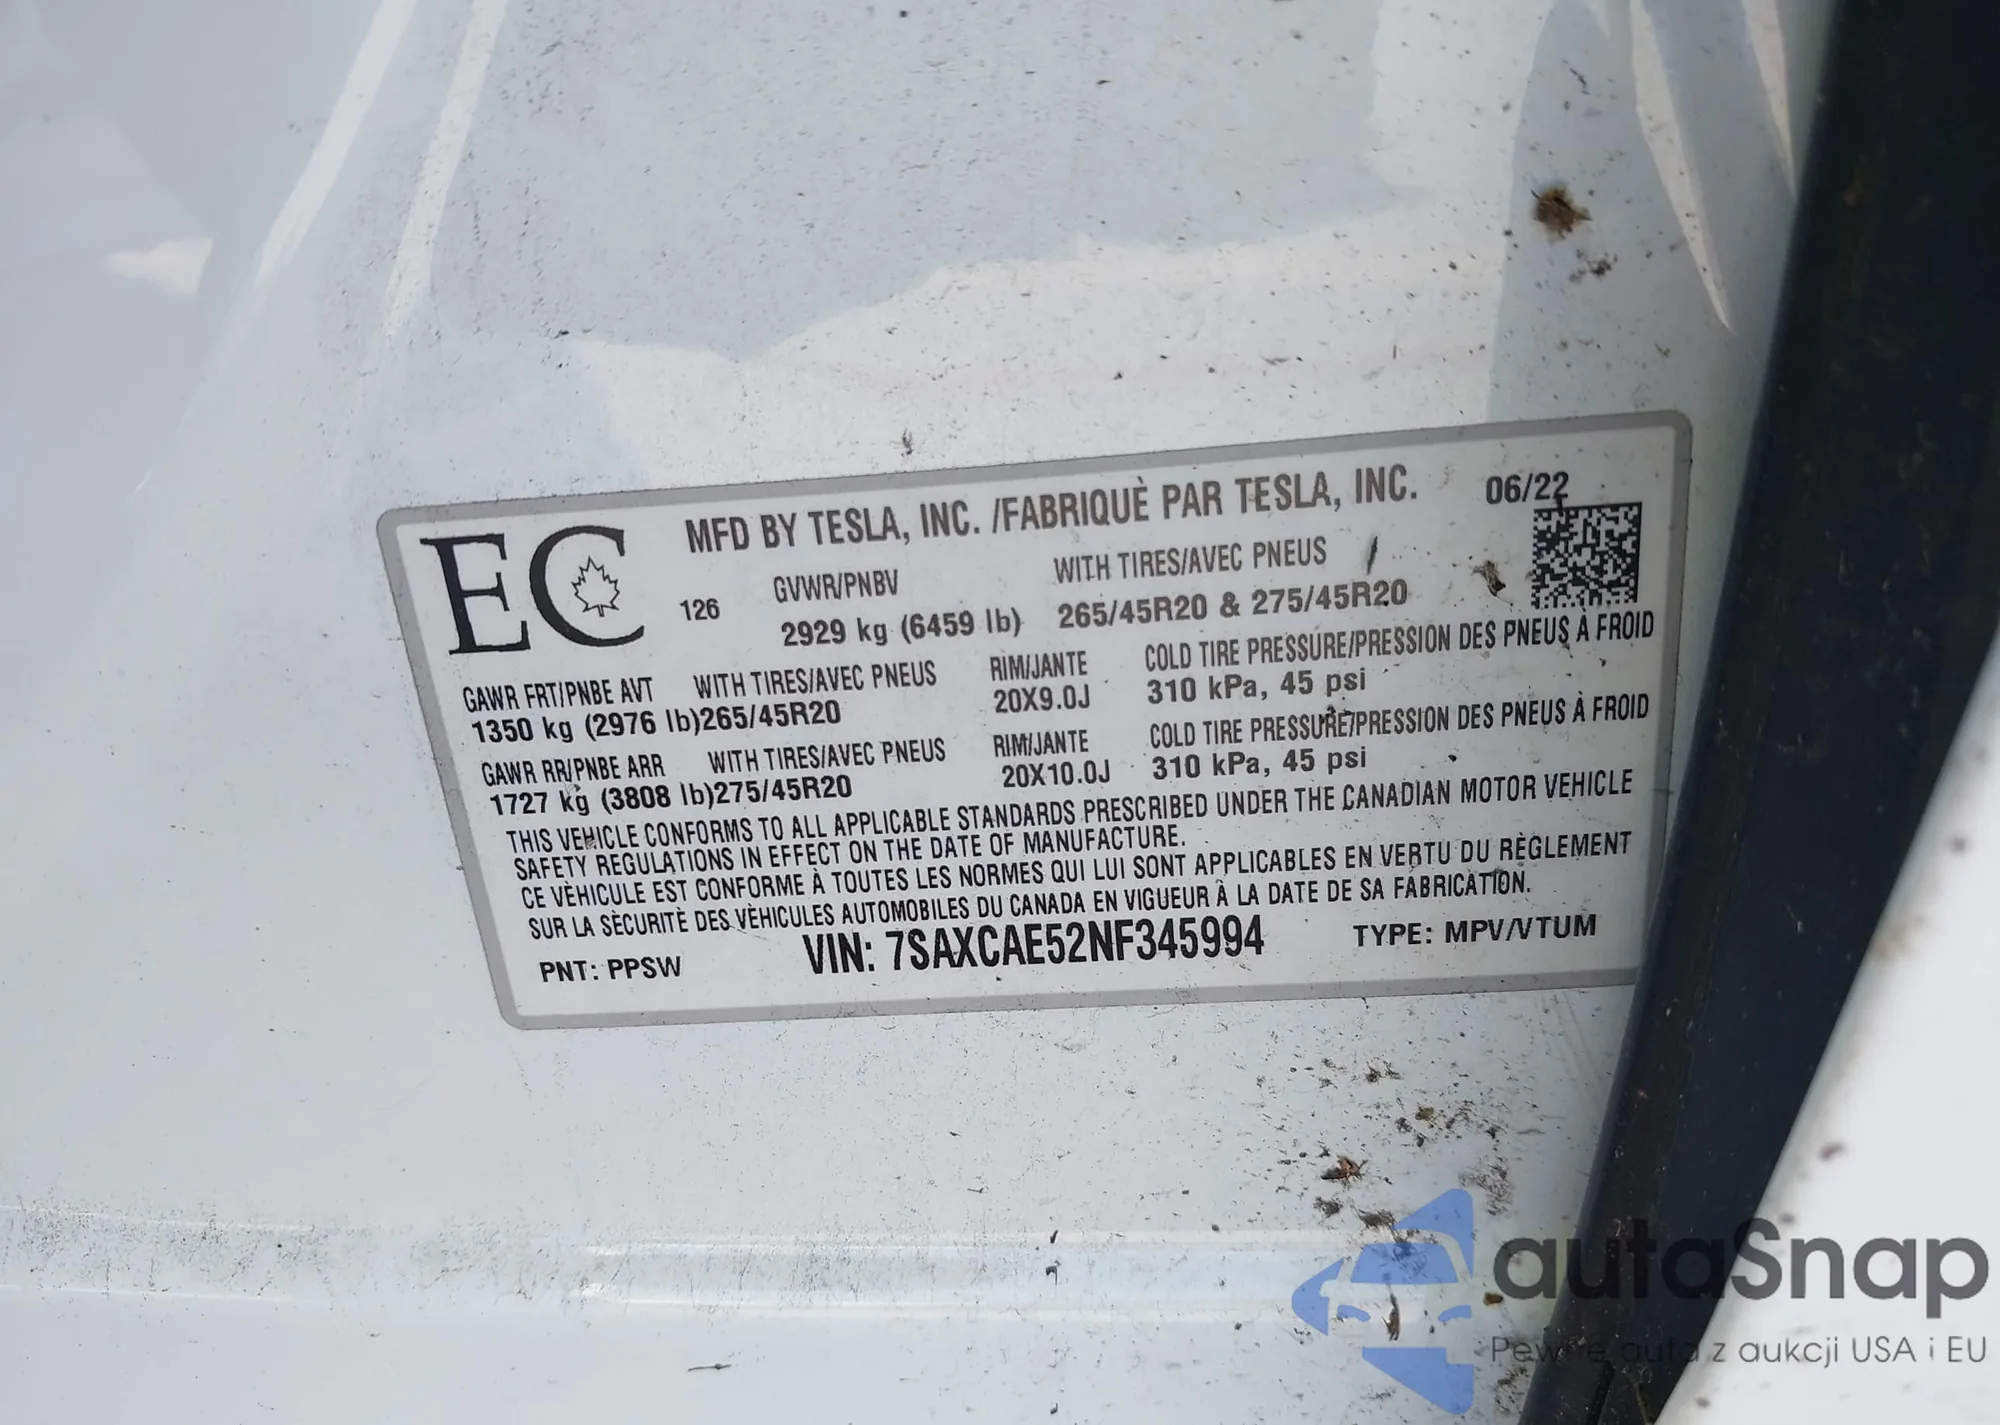 EC
MFD BY TESLA, INC. /FABRIQUÈ PAR TESLA, INC. 06/22
126 GVWR/PNBV WITH TIRES/AVEC PNEUS
2929 kg (6459 lb) 265/45R20 & 275/45R20
GAWR FRT/PNBE AVT WITH TIRES/AVEC PNEUS RIM/JANTE COLD TIRE PRESSURE/PRESSION DES PNEUS À FROID
1350 kg (2976 lb)265/45R20 20X9.0J 310 kPa, 45 psi
GAWR RR/PNBE ARR WITH TIRES/AVEC PNEUS RIM/JANTE COLD TIRE PRESSURE/PRESSION DES PNEUS À FROID
1727 kg (3808 lb)275/45R20 20X10.0J 310 kPa, 45 psi
THIS VEHICLE CONFORMS TO ALL APPLICABLE STANDARDS PRESCRIBED UNDER THE CANADIAN MOTOR VEHICLE
SAFETY REGULATIONS IN EFFECT ON THE DATE OF MANUFACTURE.
CE VÈHICULE EST CONFORME À TOUTES LES NORMES QUI LUI SONT APPLICABLES EN VERTU DU RÈGLEMENT
SUR LA SÈCURITÈ DES VÈHICULES AUTOMOBILES DU CANADA EN VIGUEUR À LA DATE DE SA FABRICATION.
PNT: PPSW VIN: 7SAXCAE52NF345994 TYPE: MPV/VTUM
autaSnap
Pewne auta z aukcji USA i EU